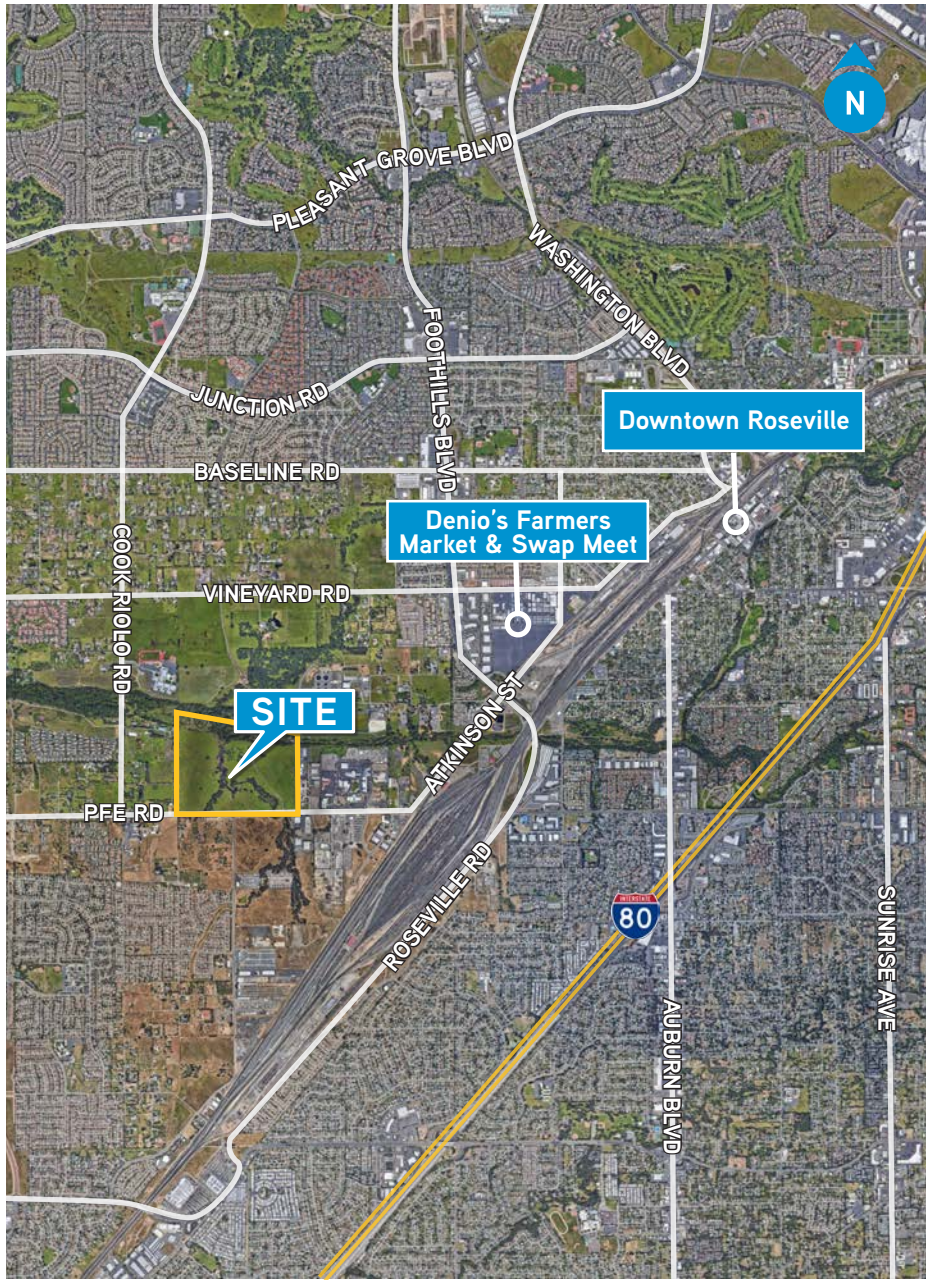 N
PLEASANT GROVE BLVD
WASHINGTON BLVD
FOOTHILLS BLVD
JUNCTION RD
Downtown Roseville
BASELINE RD
Denio's Farmers
Market & Swap Meet
COOK RIOLO RD
VINEYARD RD
SITE
ATKINSON ST
PFE RD
ROSEVILLE RD
INTERSTATE
80
SUNRISE AVE
AUBURN BLVD